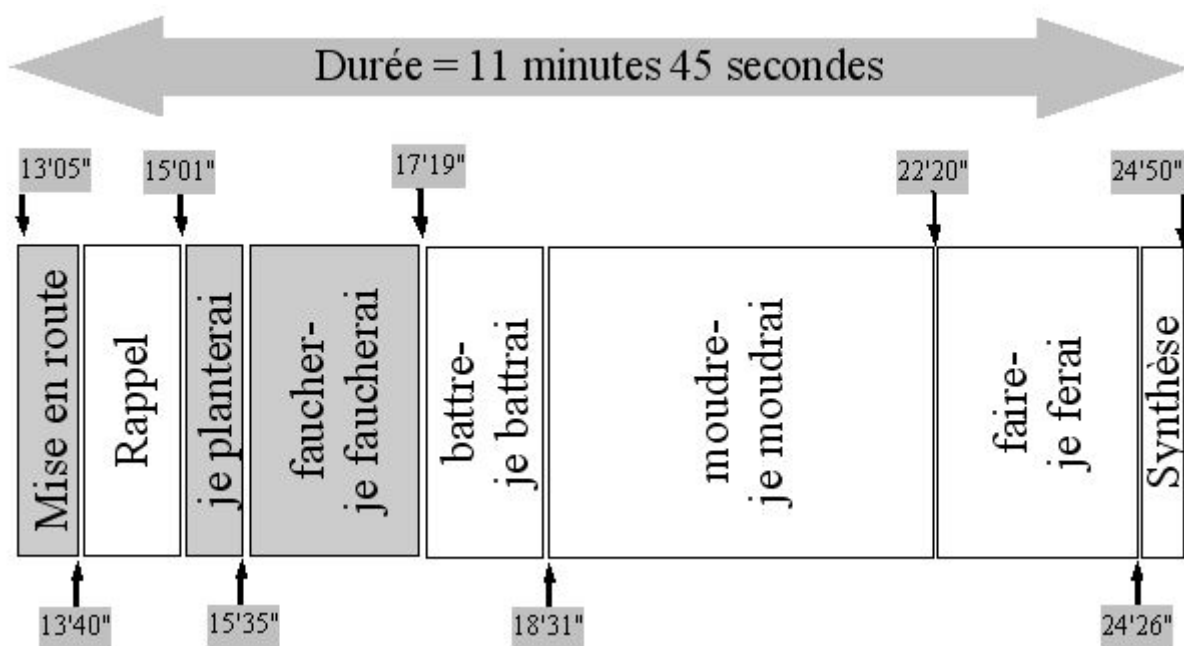 Durée = 11 minutes 45 secondes
13'05"
15'01"
17'19"
22'20"
24'50"
Mise en route
Rappel
je planterai
faucher-
je faucherai
battre-
je battrai
moudre-
je moudrai
faire-
je ferai
Synthèse
13'40"
15'35"
18'31"
24'26"